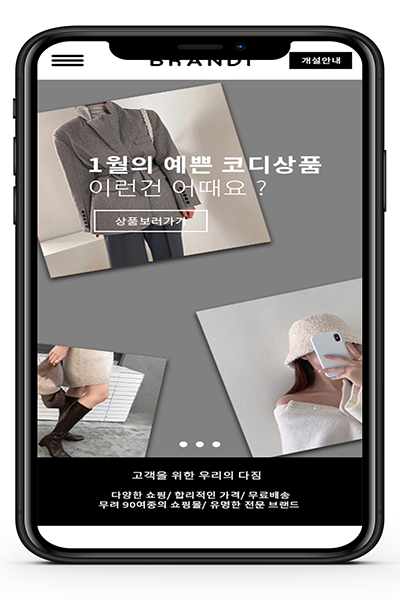 BRANDI
개설안내
1월의 예쁜 코디상품
이런건 어때요 ?
상품보러가기
고객을 위한 우리의 다짐
다양한 쇼핑/ 합리적인 가격/ 무료배송
무려 90여종의 쇼핑몰/ 유명한 전문 브랜드